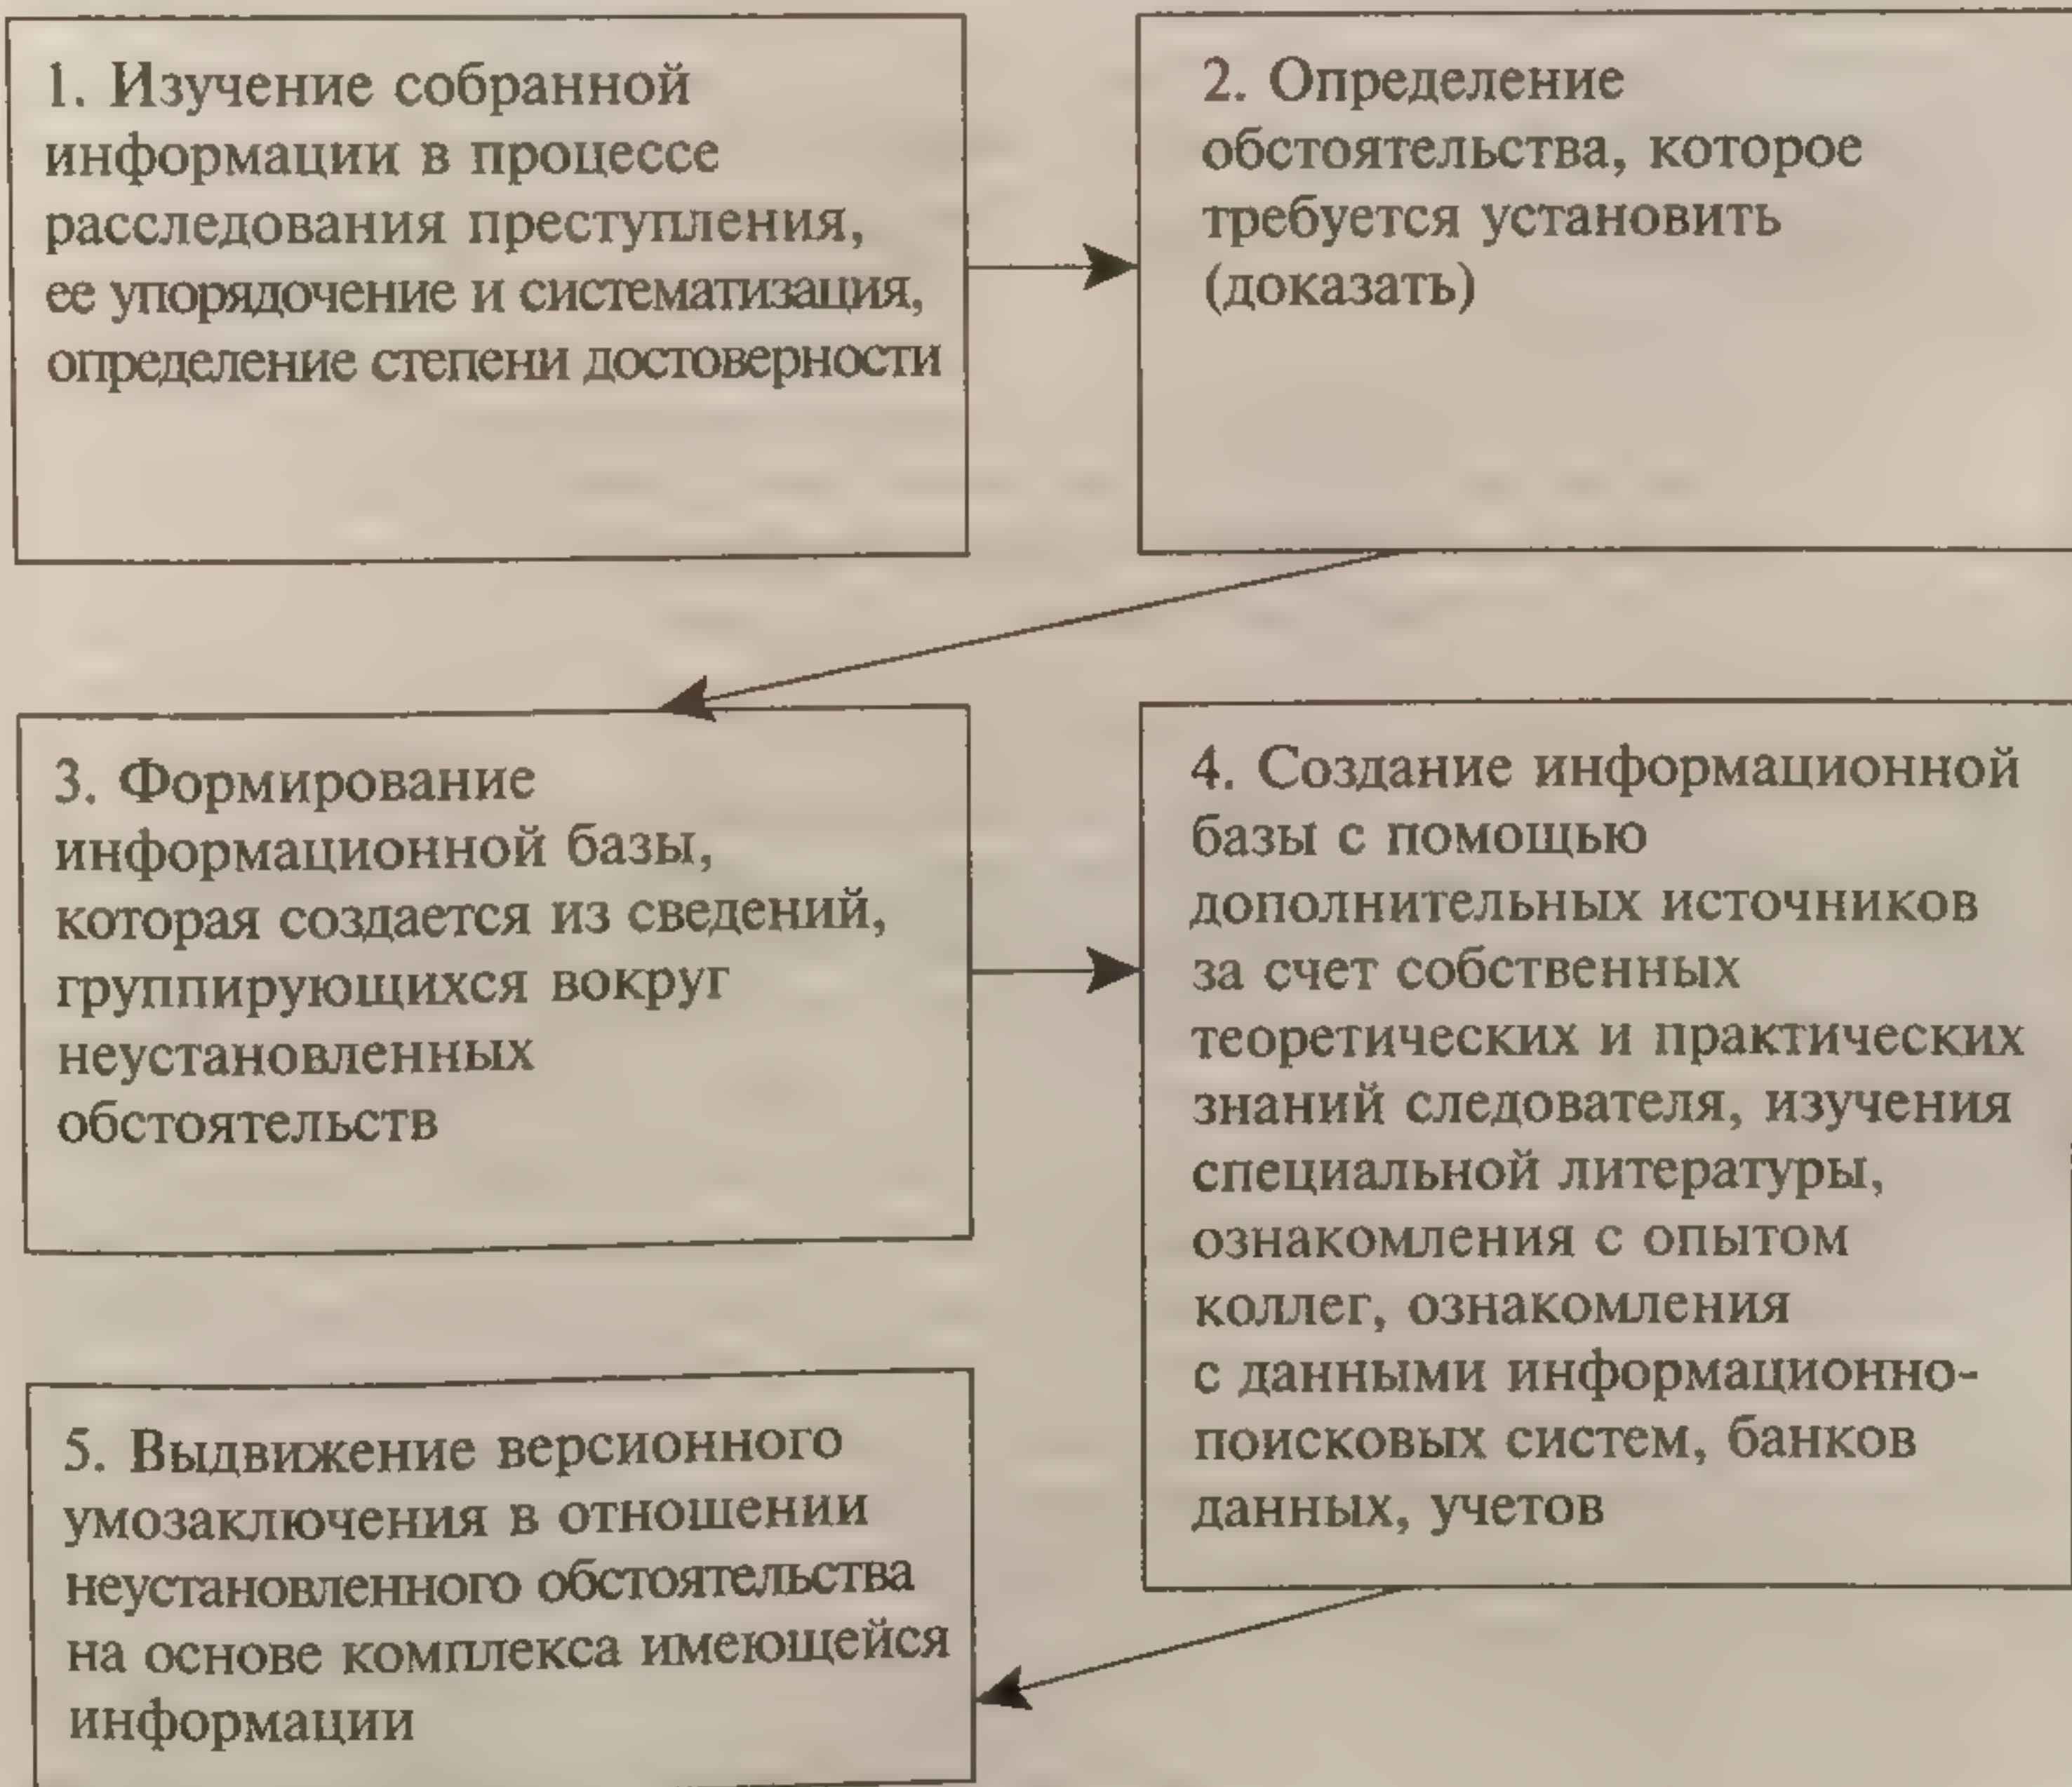 1. Изучение собранной
информации в процессе
расследования преступления,
ее упорядочение и систематизация,
определение степени достоверности
2. Определение
обстоятельства, которое
требуется установить
(доказать)
3. Формирование
информационной базы,
которая создается из сведений,
группирующихся вокруг
неустановленных
обстоятельств
4. Создание информационной
базы с помощью
дополнительных источников
за счет собственных
теоретических и практических
знаний следователя, изучения
специальной литературы,
ознакомления с опытом
коллег, ознакомления
с данными информационно-
поисковых систем, банков
данных, учетов
5. Выдвижение версионного
умозаключения в отношении
неустановленного обстоятельства
на основе комплекса имеющейся
информации